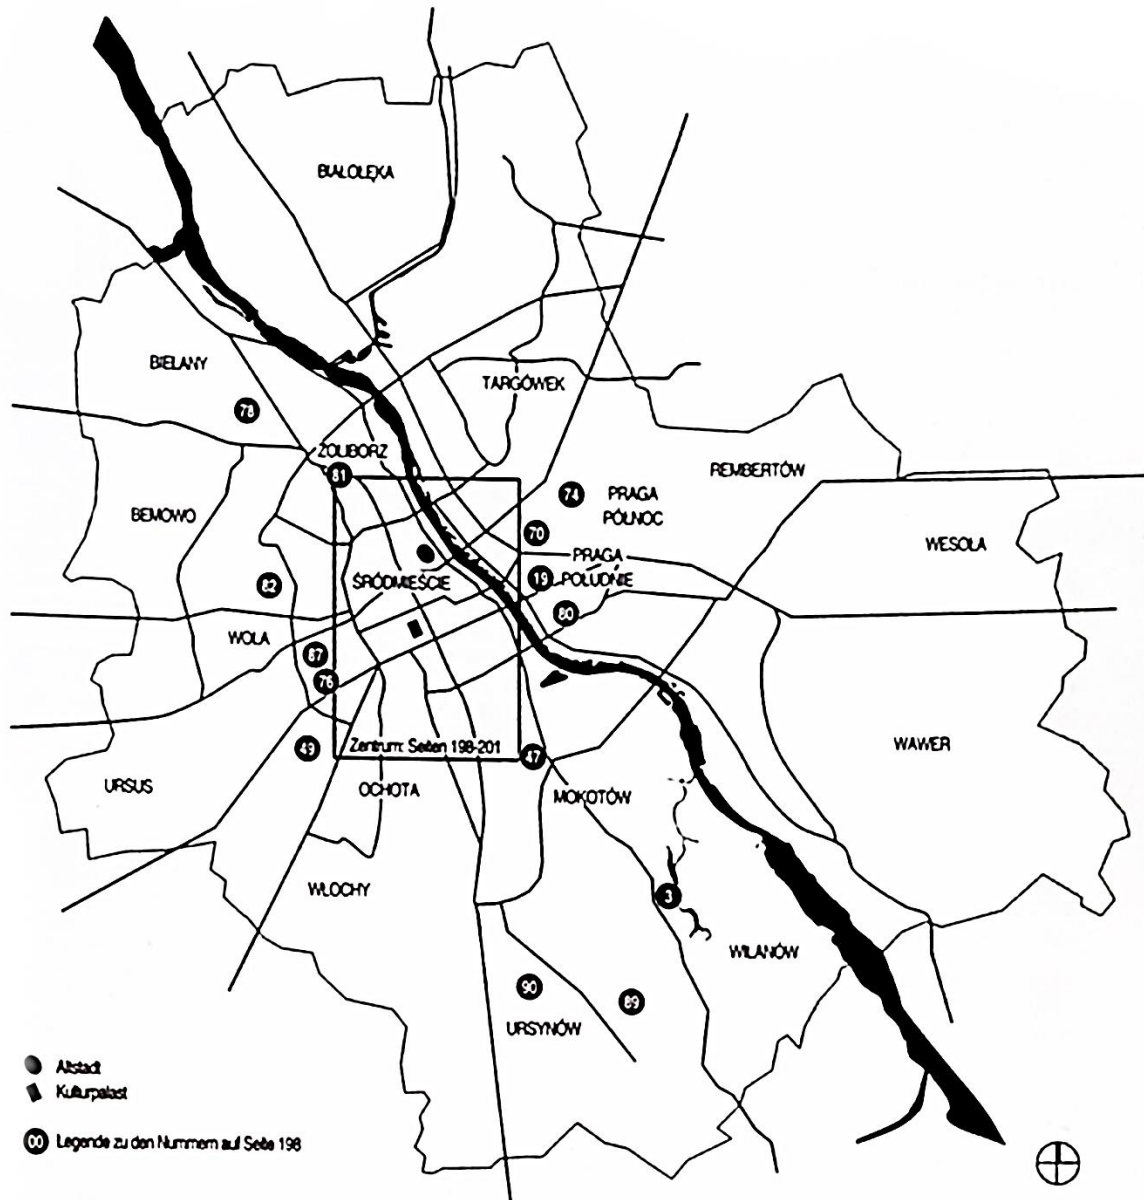 BIAŁOŁĘKA
BIELANY
TARGÓWEK
78
ŻOLIBORZ
81
REMBERTÓW
74
PRAGA
PÓŁNOC
BEMOWO
70
WESOŁA
PRAGA
POŁUDNIE
19
ŚRÓDMIEŚCIE
82
80
WOLA
87
76
49
Zentrum: Seiten 198-201
47
WAWER
URSUS
OCHOTA
MOKOTÓW
WŁOCHY
3
WILANÓW
90
89
URSYNÓW
Altstadt
Kulturpalast
00 Legende zu den Nummern auf Seite 198